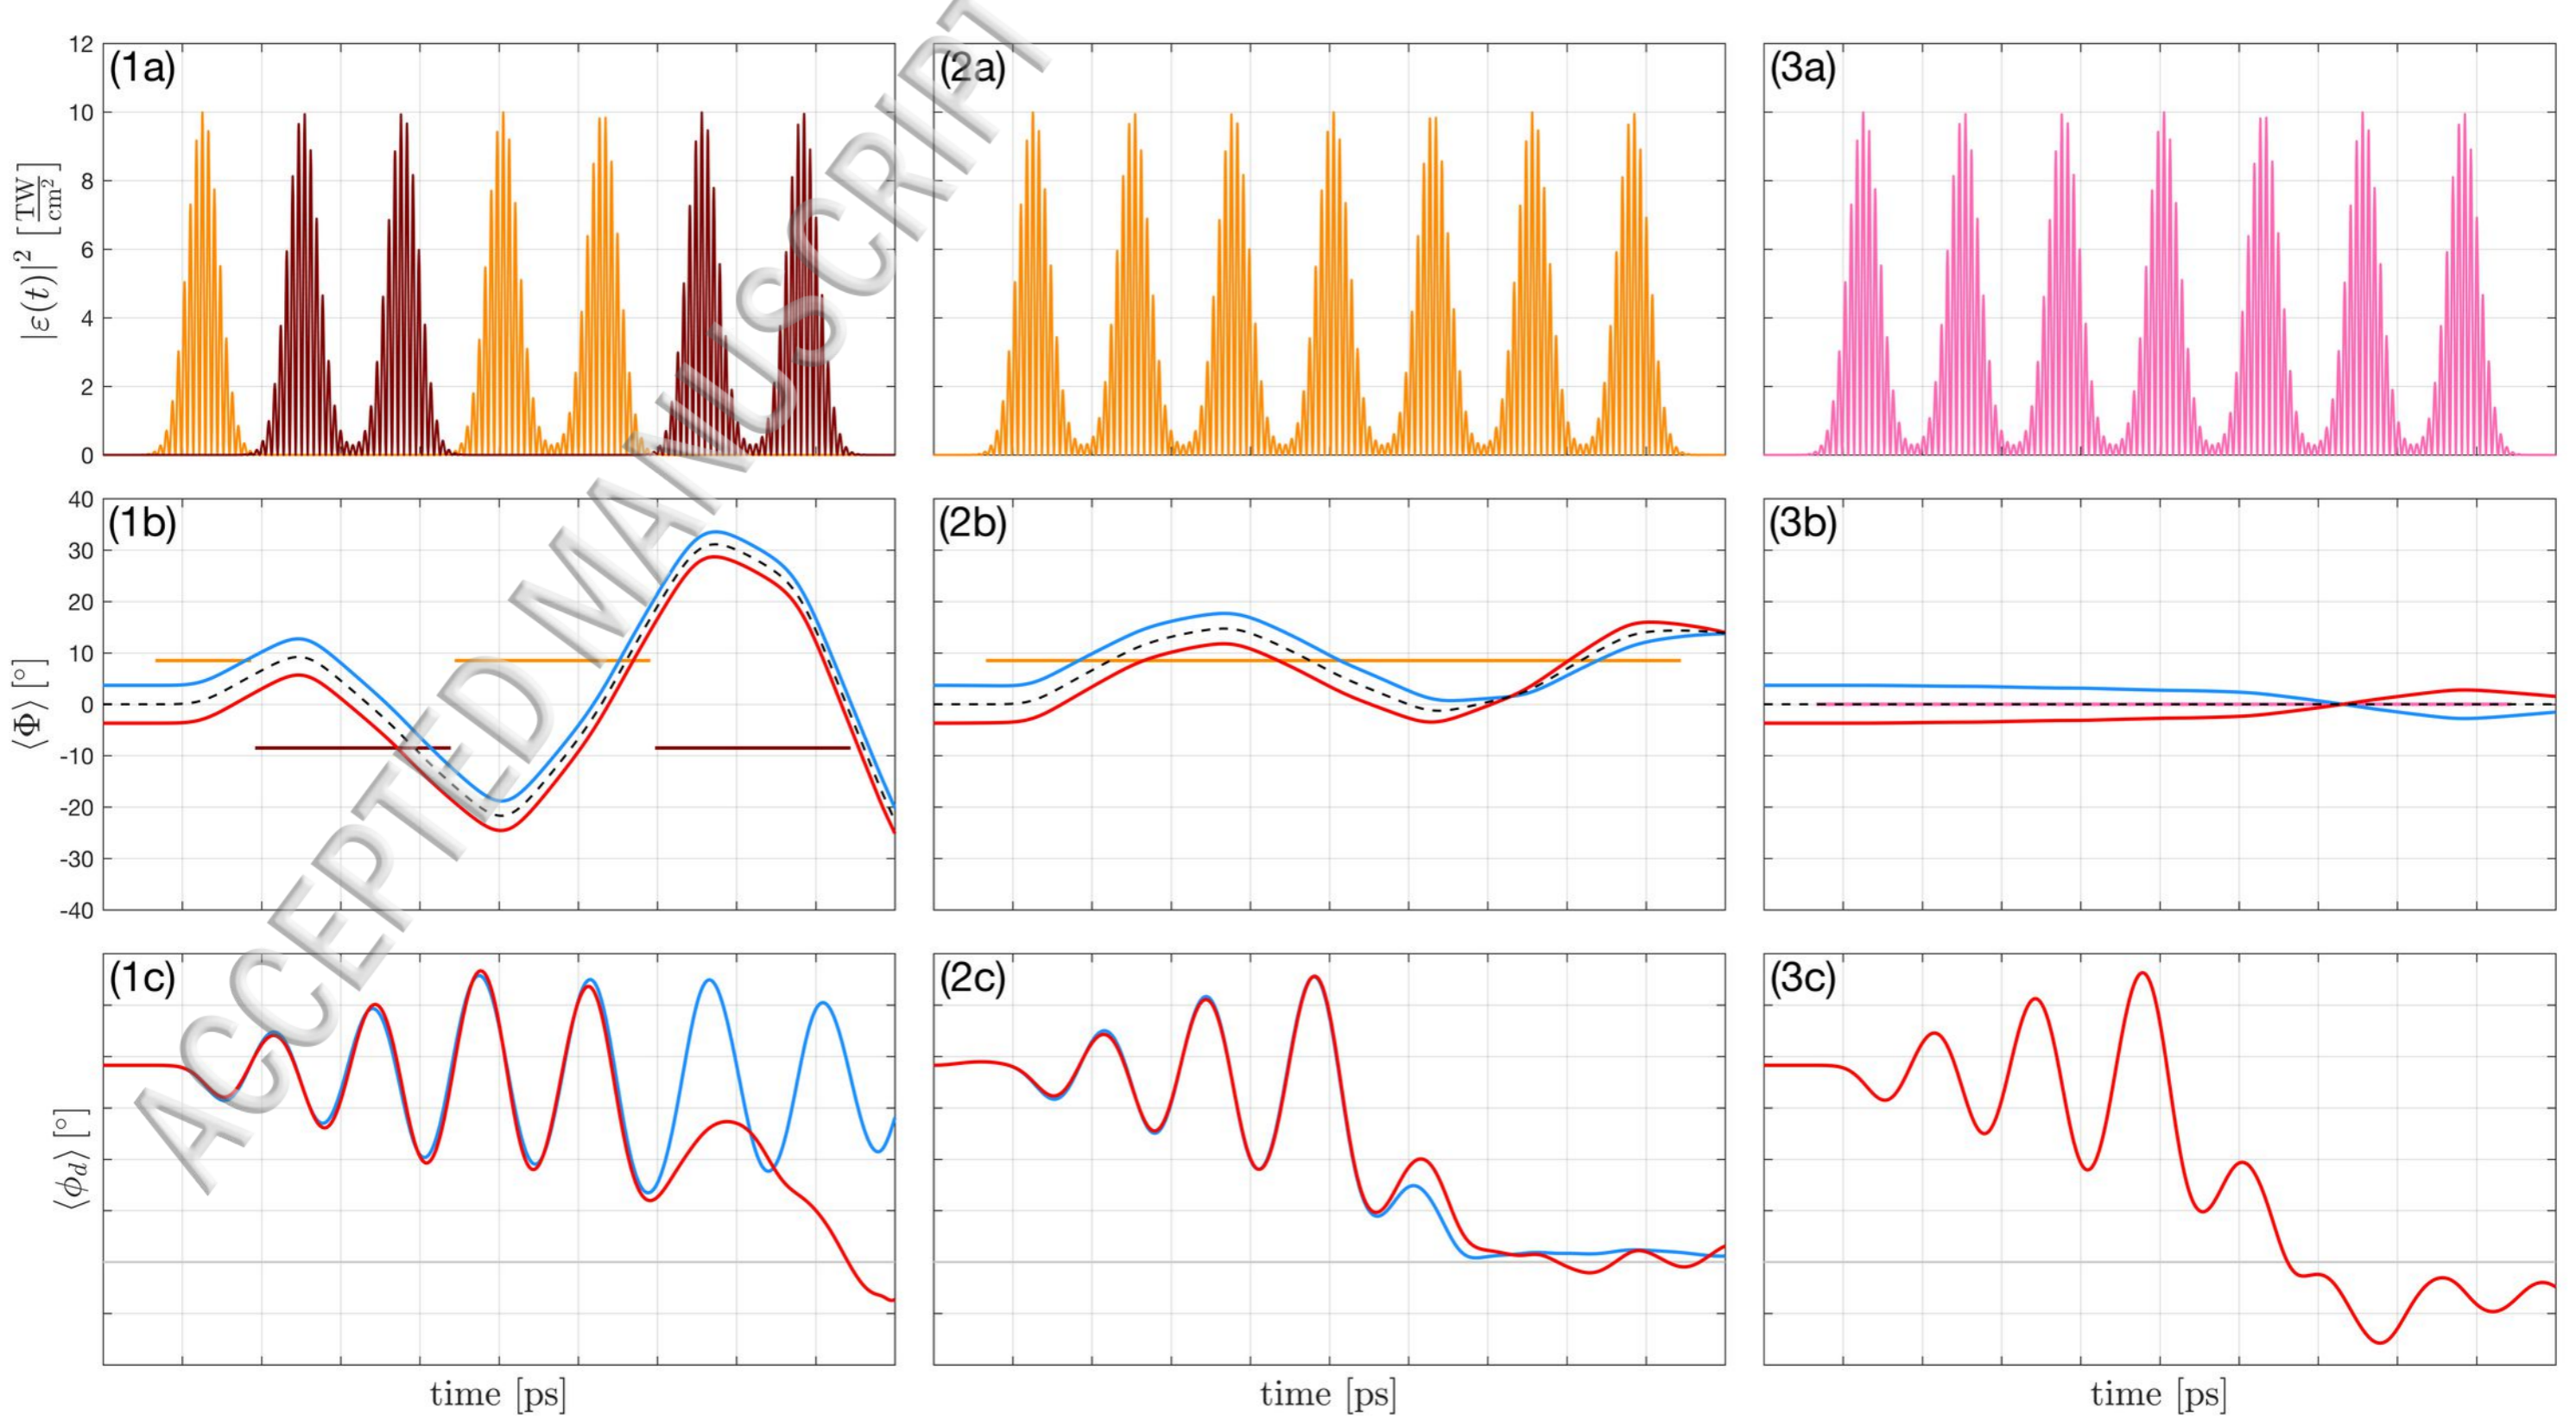 (1a)
(2a)
(3a)
12
10
8
6
4
2
0
|ε(t)|² [TW/cm²]
(1b)
(2b)
(3b)
40
30
20
10
0
-10
-20
-30
-40
⟨Φ⟩ [°]
(1c)
(2c)
(3c)
⟨ϕ_d⟩ [°]
time [ps]
time [ps]
time [ps]
ACCEPTED MANUSCRIPT